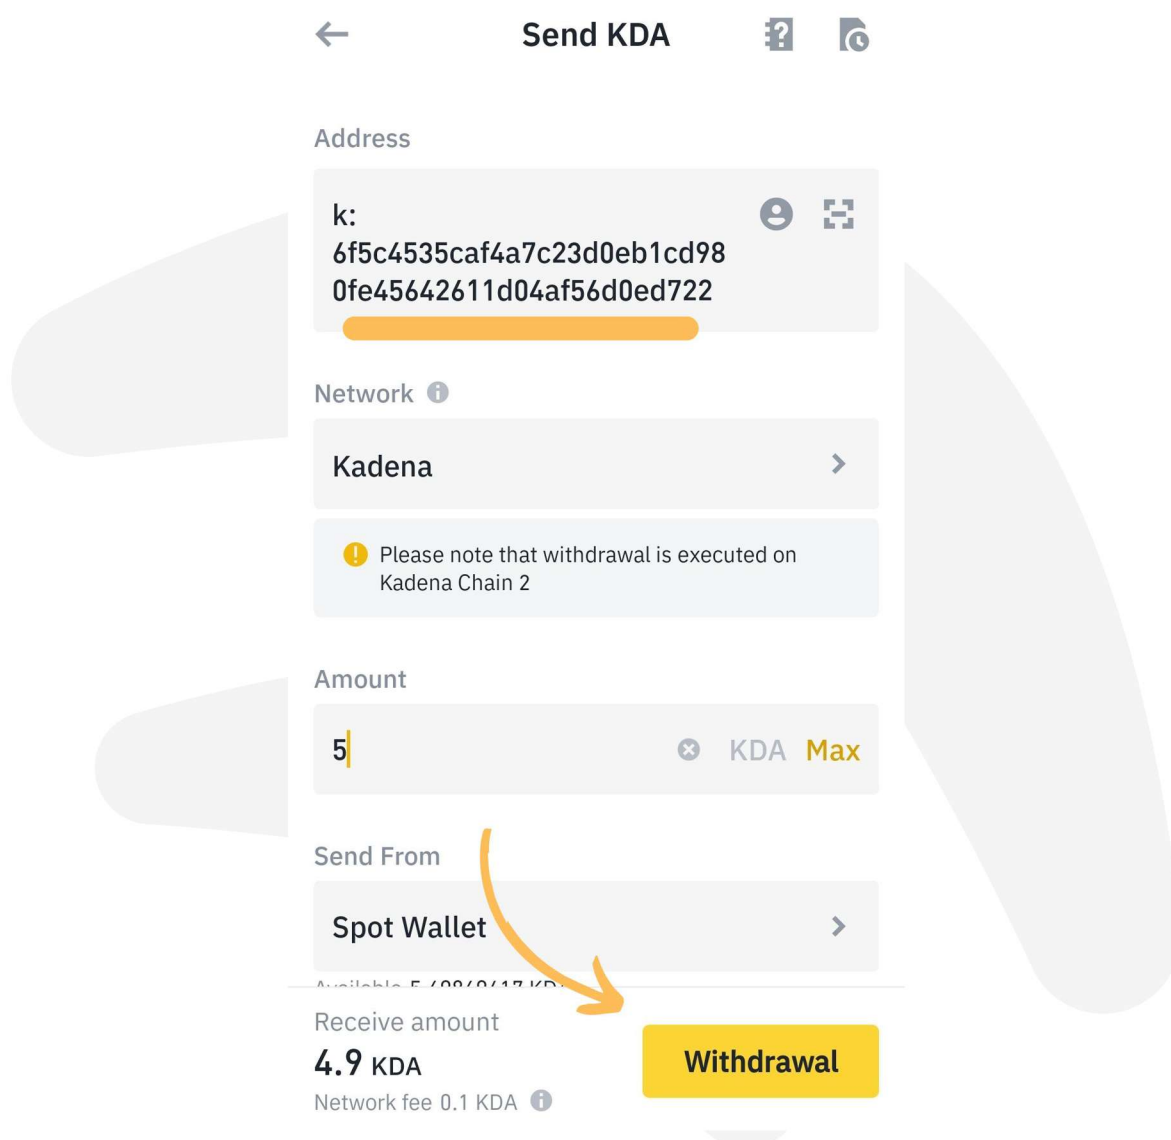 Send KDA
Address
k:
6f5c4535caf4a7c23d0eb1cd98
0fe45642611d04af56d0ed722
Network
Kadena
Please note that withdrawal is executed on
Kadena Chain 2
Amount
5 KDA Max
Send From
Spot Wallet
Available
Receive amount
4.9 KDA
Withdrawal
Network fee 0.1 KDA